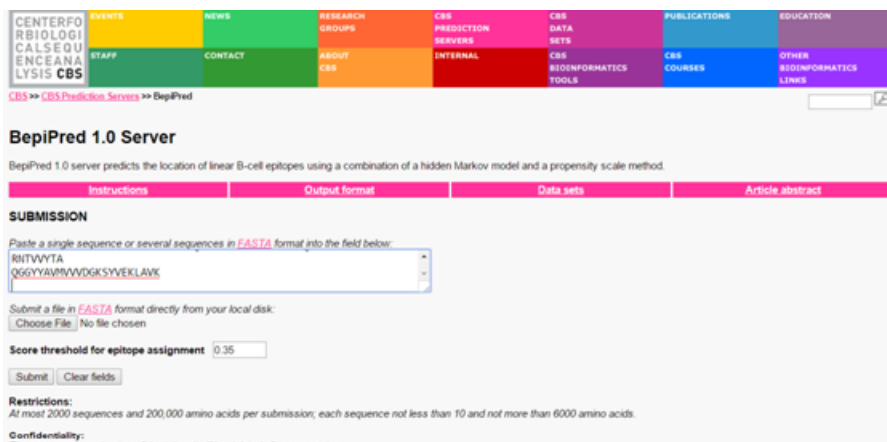 CENTERFO
RBIOLOGI
CALSEQU
ENCEANA
LYSIS CBS
EVENTS
NEWS
RESEARCH
GROUPS
CBS
PREDICTION
SERVERS
CBS
DATA
SETS
PUBLICATIONS
EDUCATION
STAFF
CONTACT
ABOUT
CBS
INTERNAL
CBS
BIOINFORMATICS
TOOLS
CBS
COURSES
OTHER
BIOINFORMATICS
LINKS
CBS >> CBS Prediction Servers >> BepiPred
BepiPred 1.0 Server
BepiPred 1.0 server predicts the location of linear B-cell epitopes using a combination of a hidden Markov model and a propensity scale method.
Instructions Output format Data sets Article abstract
SUBMISSION
Paste a single sequence or several sequences in FASTA format into the field below:
RNTVVYTA
QGGYYAVMVVVDGKSYVEKLAVK
Submit a file in FASTA format directly from your local disk:
Choose File No file chosen
Score threshold for epitope assignment 0.35
Submit Clear fields
Restrictions:
At most 2000 sequences and 200,000 amino acids per submission; each sequence not less than 10 and not more than 6000 amino acids.
Confidentiality: